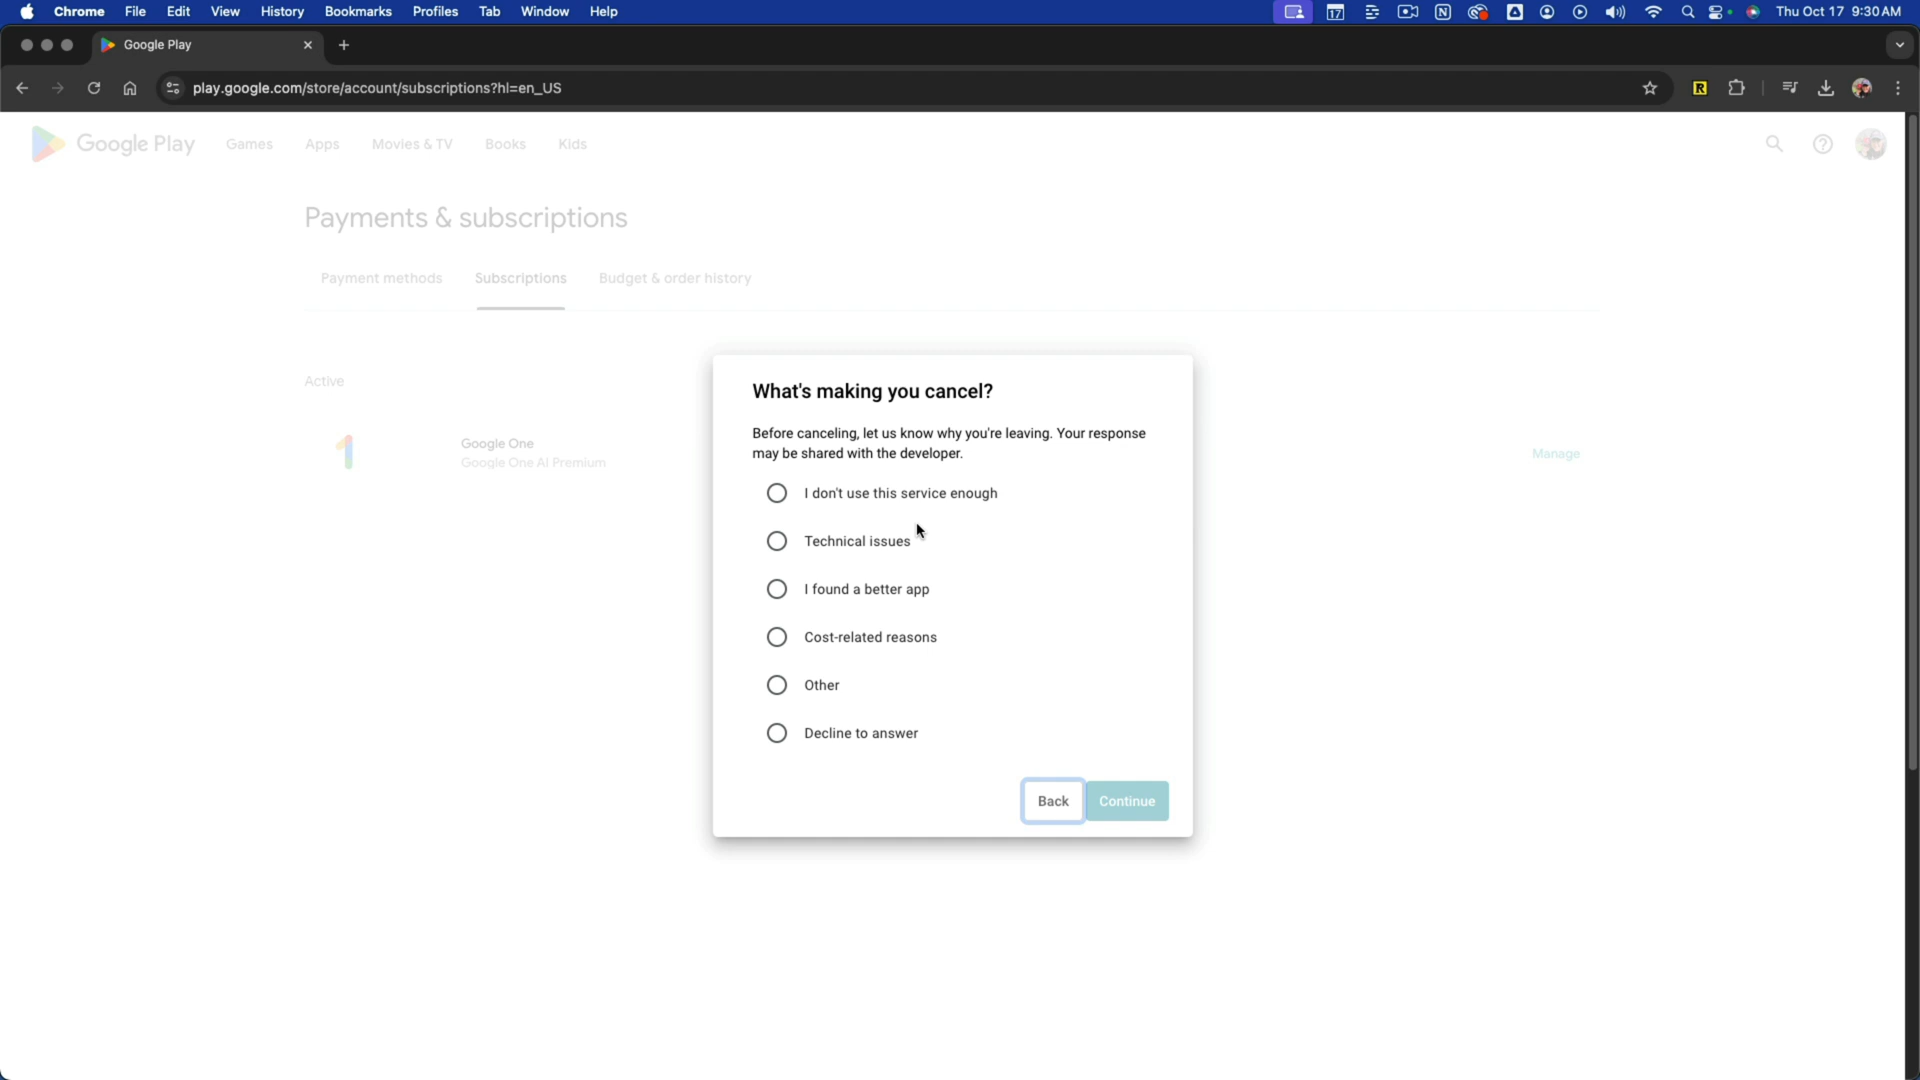 Chrome File Edit View History Bookmarks Profiles Tab Window Help 17 Thu Oct 17 9:30 AM
Google Play
play.google.com/store/account/subscriptions?hl=en_US
Google Play Games Apps Movies & TV Books Kids
Payments & subscriptions
Payment methods Subscriptions Budget & order history
Active
Google One
Google One AI Premium
Manage
What's making you cancel?
Before canceling, let us know why you're leaving. Your response
may be shared with the developer.
I don't use this service enough
Technical issues
I found a better app
Cost-related reasons
Other
Decline to answer
Back Continue